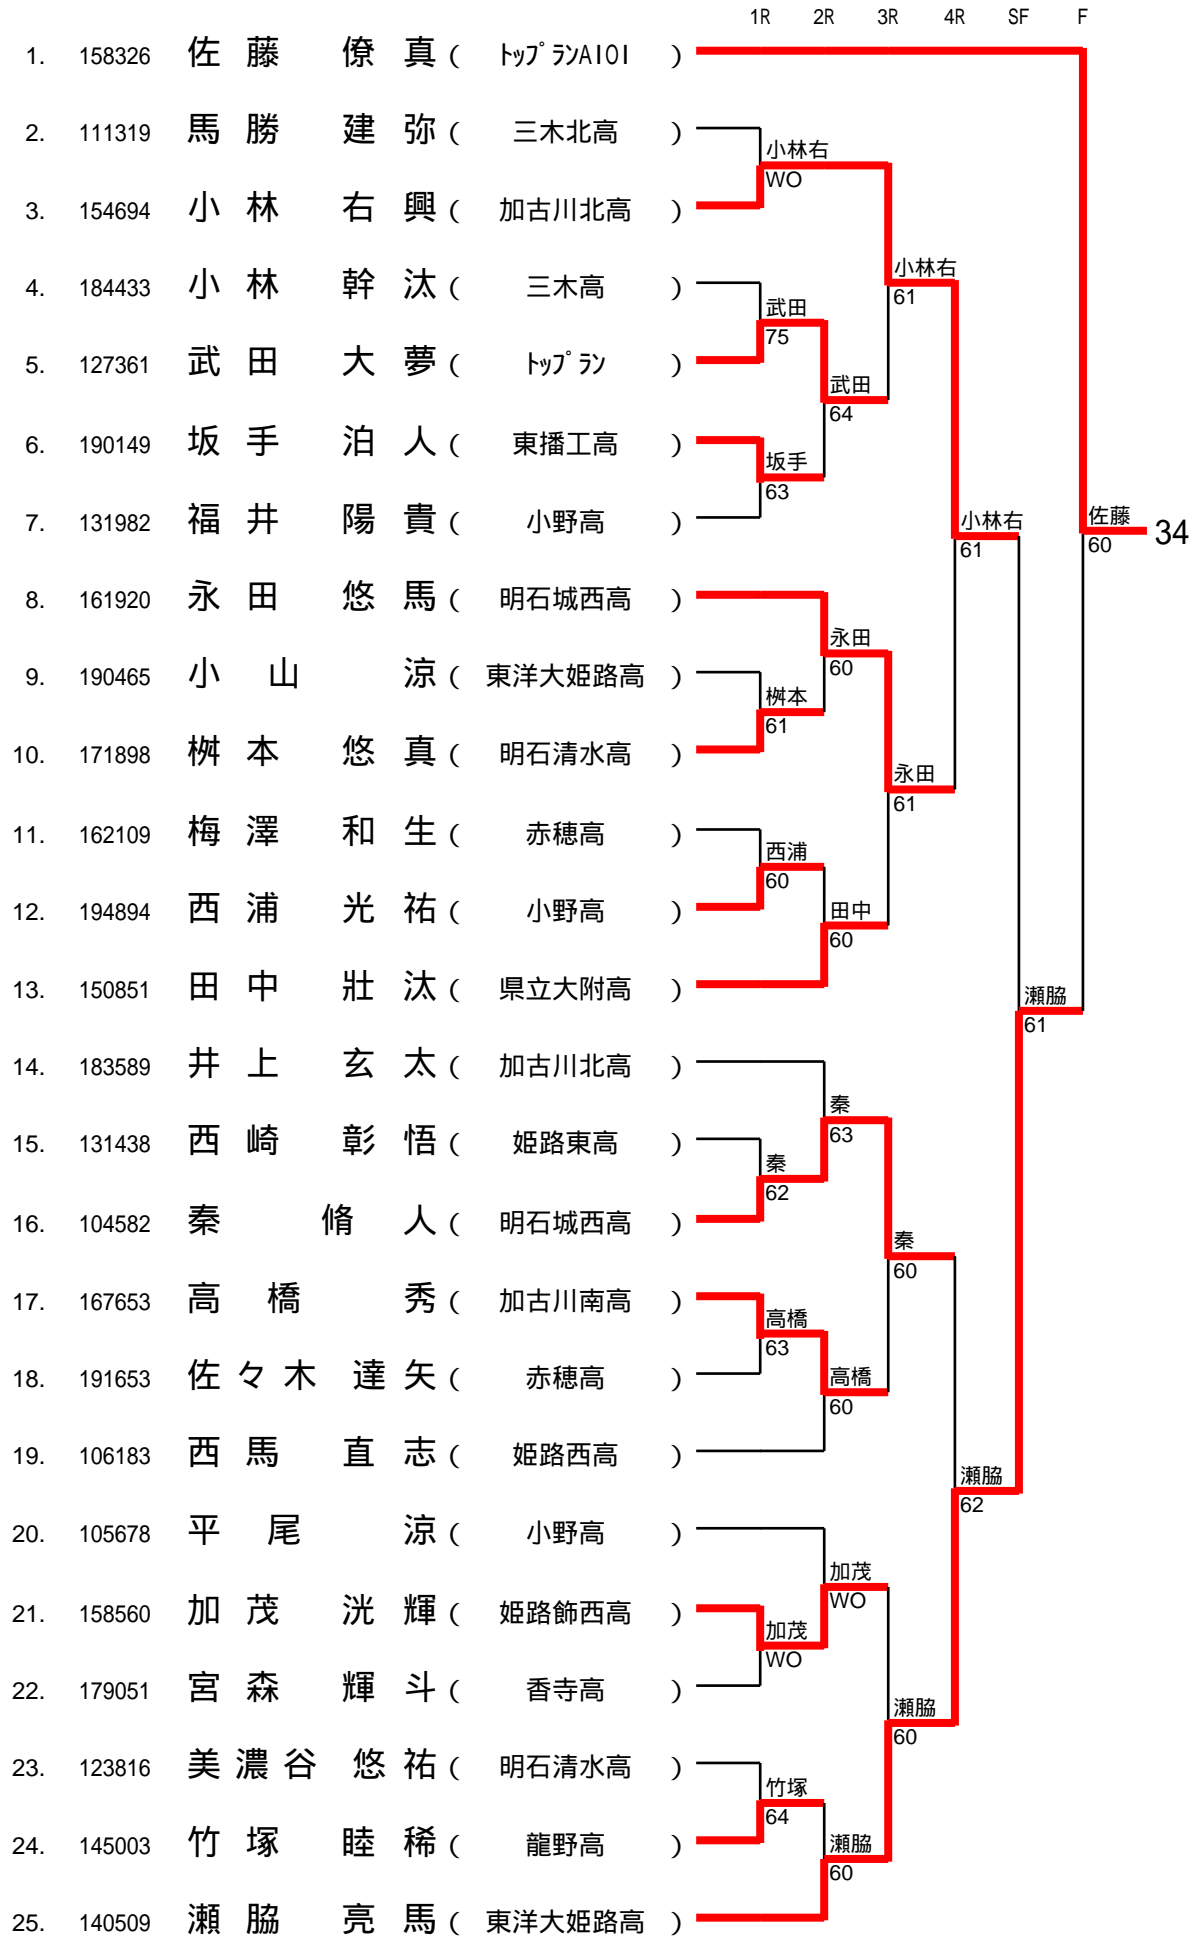 1R 2R 3R 4R SF F
1. 158326 佐藤 僚真 ( トップランAIOI )
2. 111319 馬勝 建弥 ( 三木北高 )
小林右
WO
3. 154694 小林 右興 ( 加古川北高 )
小林右
61
4. 184433 小林 幹汰 ( 三木高 )
武田
75
5. 127361 武田 大夢 ( トップラン )
武田
64
6. 190149 坂手 泊人 ( 東播工高 )
坂手
63
7. 131982 福井 陽貴 ( 小野高 )
小林右
61
佐藤
60
34
8. 161920 永田 悠馬 ( 明石城西高 )
永田
60
9. 190465 小山 涼 ( 東洋大姫路高 )
桝本
61
10. 171898 桝本 悠真 ( 明石清水高 )
永田
61
11. 162109 梅澤 和生 ( 赤穂高 )
西浦
60
12. 194894 西浦 光祐 ( 小野高 )
田中
60
13. 150851 田中 壯汰 ( 県立大附高 )
瀬脇
61
14. 183589 井上 玄太 ( 加古川北高 )
秦
63
15. 131438 西崎 彰悟 ( 姫路東高 )
秦
62
16. 104582 秦 脩人 ( 明石城西高 )
秦
60
17. 167653 高橋 秀 ( 加古川南高 )
高橋
63
18. 191653 佐々木 達矢 ( 赤穂高 )
高橋
60
19. 106183 西馬 直志 ( 姫路西高 )
瀬脇
62
20. 105678 平尾 涼 ( 小野高 )
加茂
WO
21. 158560 加茂 洸輝 ( 姫路飾西高 )
加茂
WO
22. 179051 宮森 輝斗 ( 香寺高 )
瀬脇
60
23. 123816 美濃谷 悠祐 ( 明石清水高 )
竹塚
64
24. 145003 竹塚 睦稀 ( 龍野高 )
瀬脇
60
25. 140509 瀬脇 亮馬 ( 東洋大姫路高 )